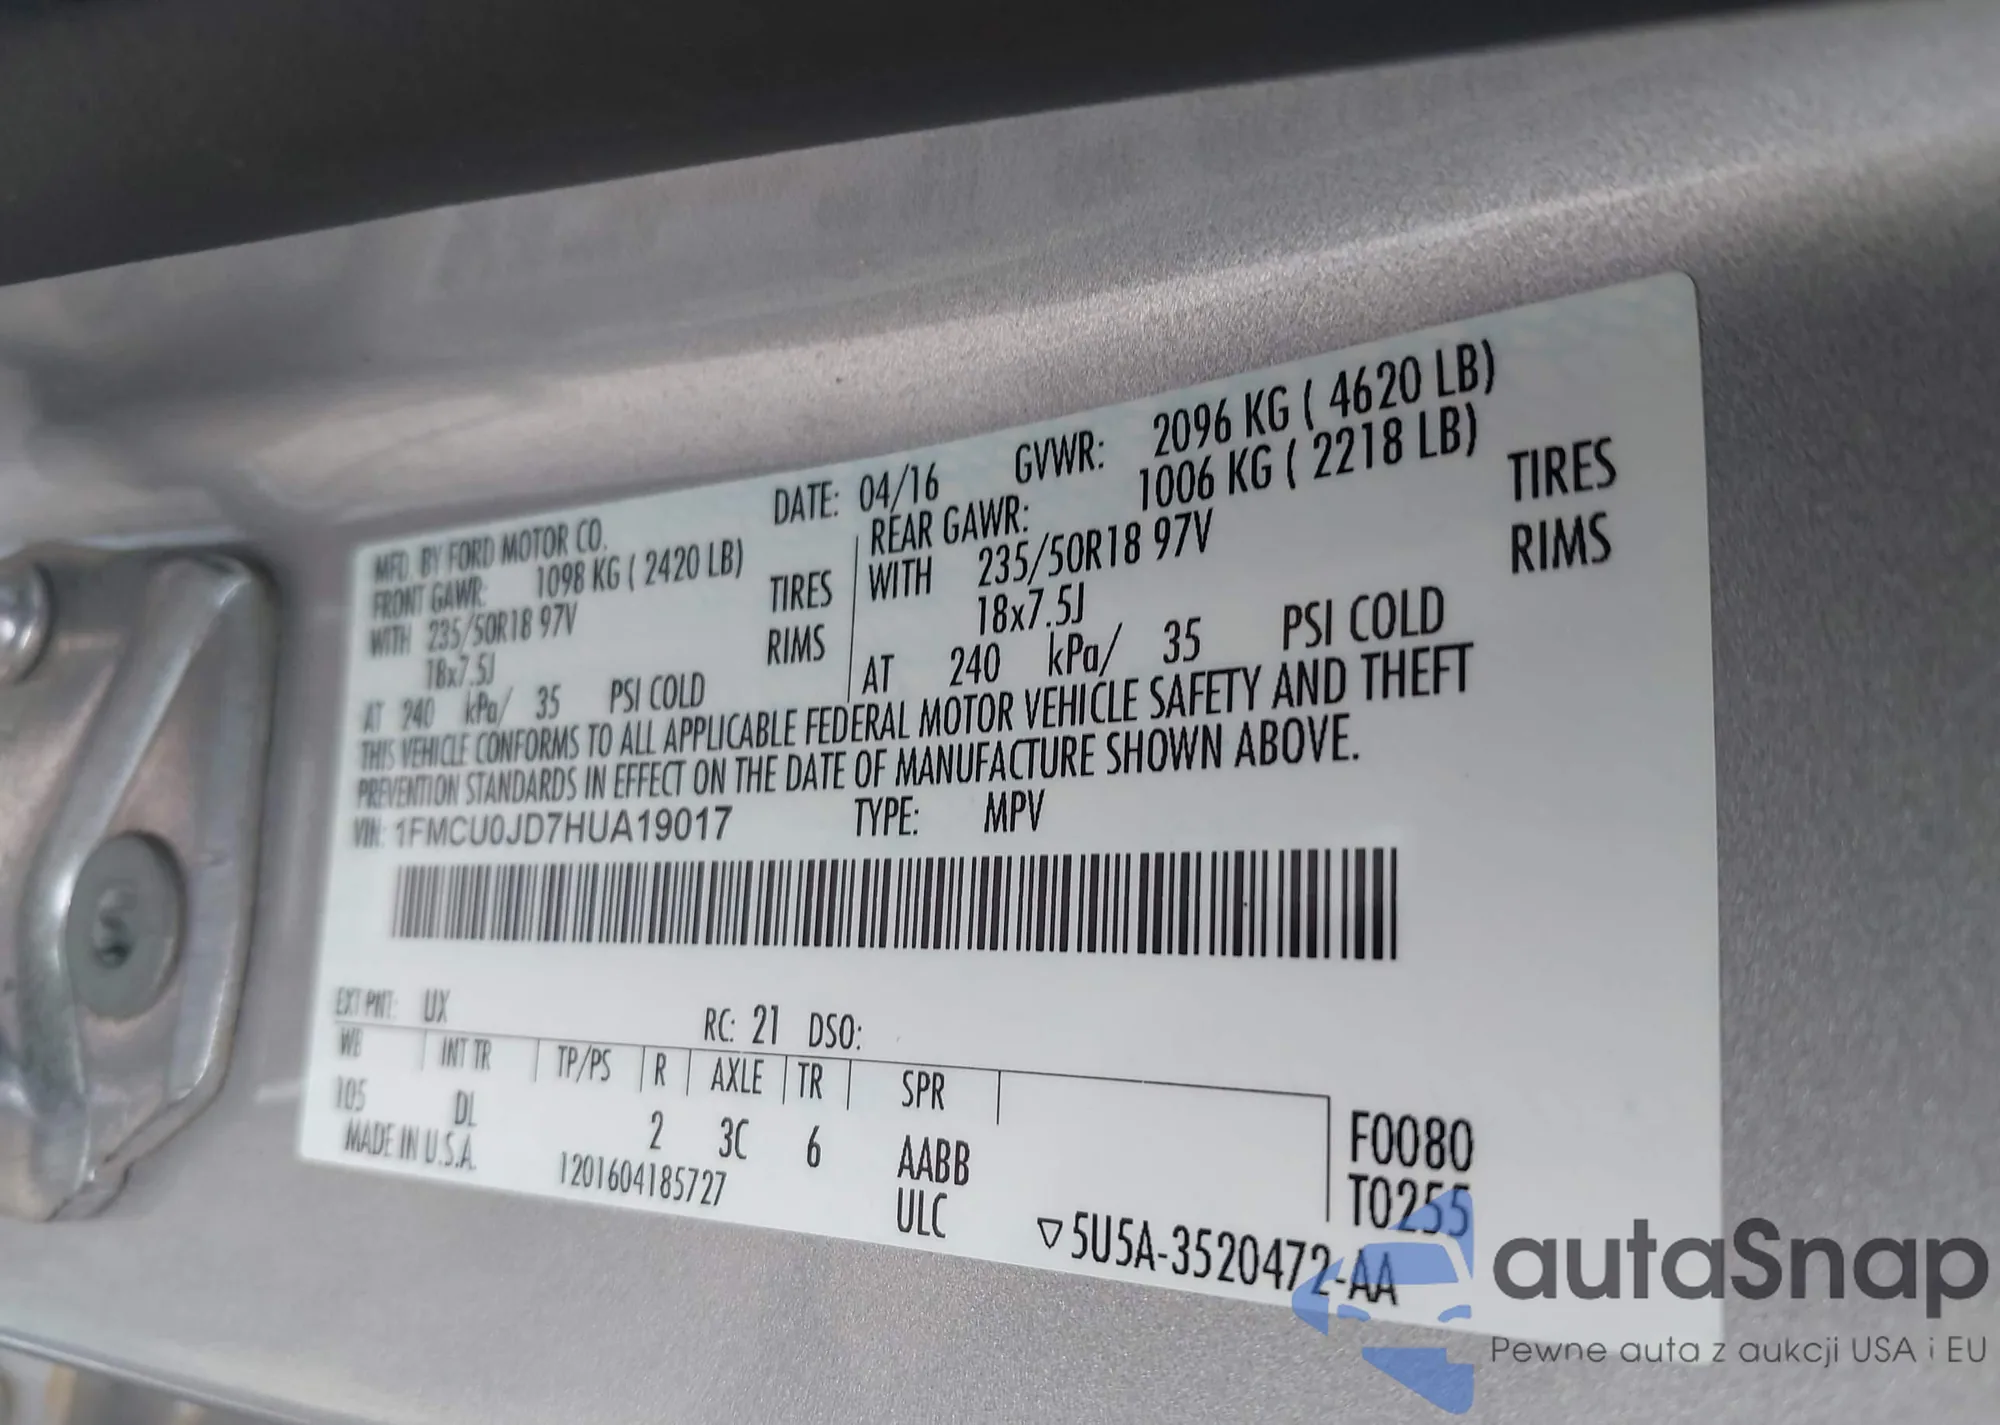 MFD. BY FORD MOTOR CO. DATE: 04/16 GVWR: 2096 KG ( 4620 LB)
FRONT GAWR: 1098 KG ( 2420 LB) REAR GAWR: 1006 KG ( 2218 LB)
WITH 235/50R18 97V TIRES WITH 235/50R18 97V TIRES
18x7.5J RIMS 18x7.5J RIMS
AT 240 kPa/ 35 PSI COLD AT 240 kPa/ 35 PSI COLD
THIS VEHICLE CONFORMS TO ALL APPLICABLE FEDERAL MOTOR VEHICLE SAFETY AND THEFT
PREVENTION STANDARDS IN EFFECT ON THE DATE OF MANUFACTURE SHOWN ABOVE.
VIN: 1FMCU0JD7HUA19017 TYPE: MPV
EXT PNT: UX RC: 21 DSO:
WB INT TR TP/PS R AXLE TR SPR
105 DL 2 3C 6 AABB F0080
MADE IN U.S.A. 1201604185727 ULC T0255
▽5U5A-3520472-AA
autaSnap
Pewne auta z aukcji USA i EU